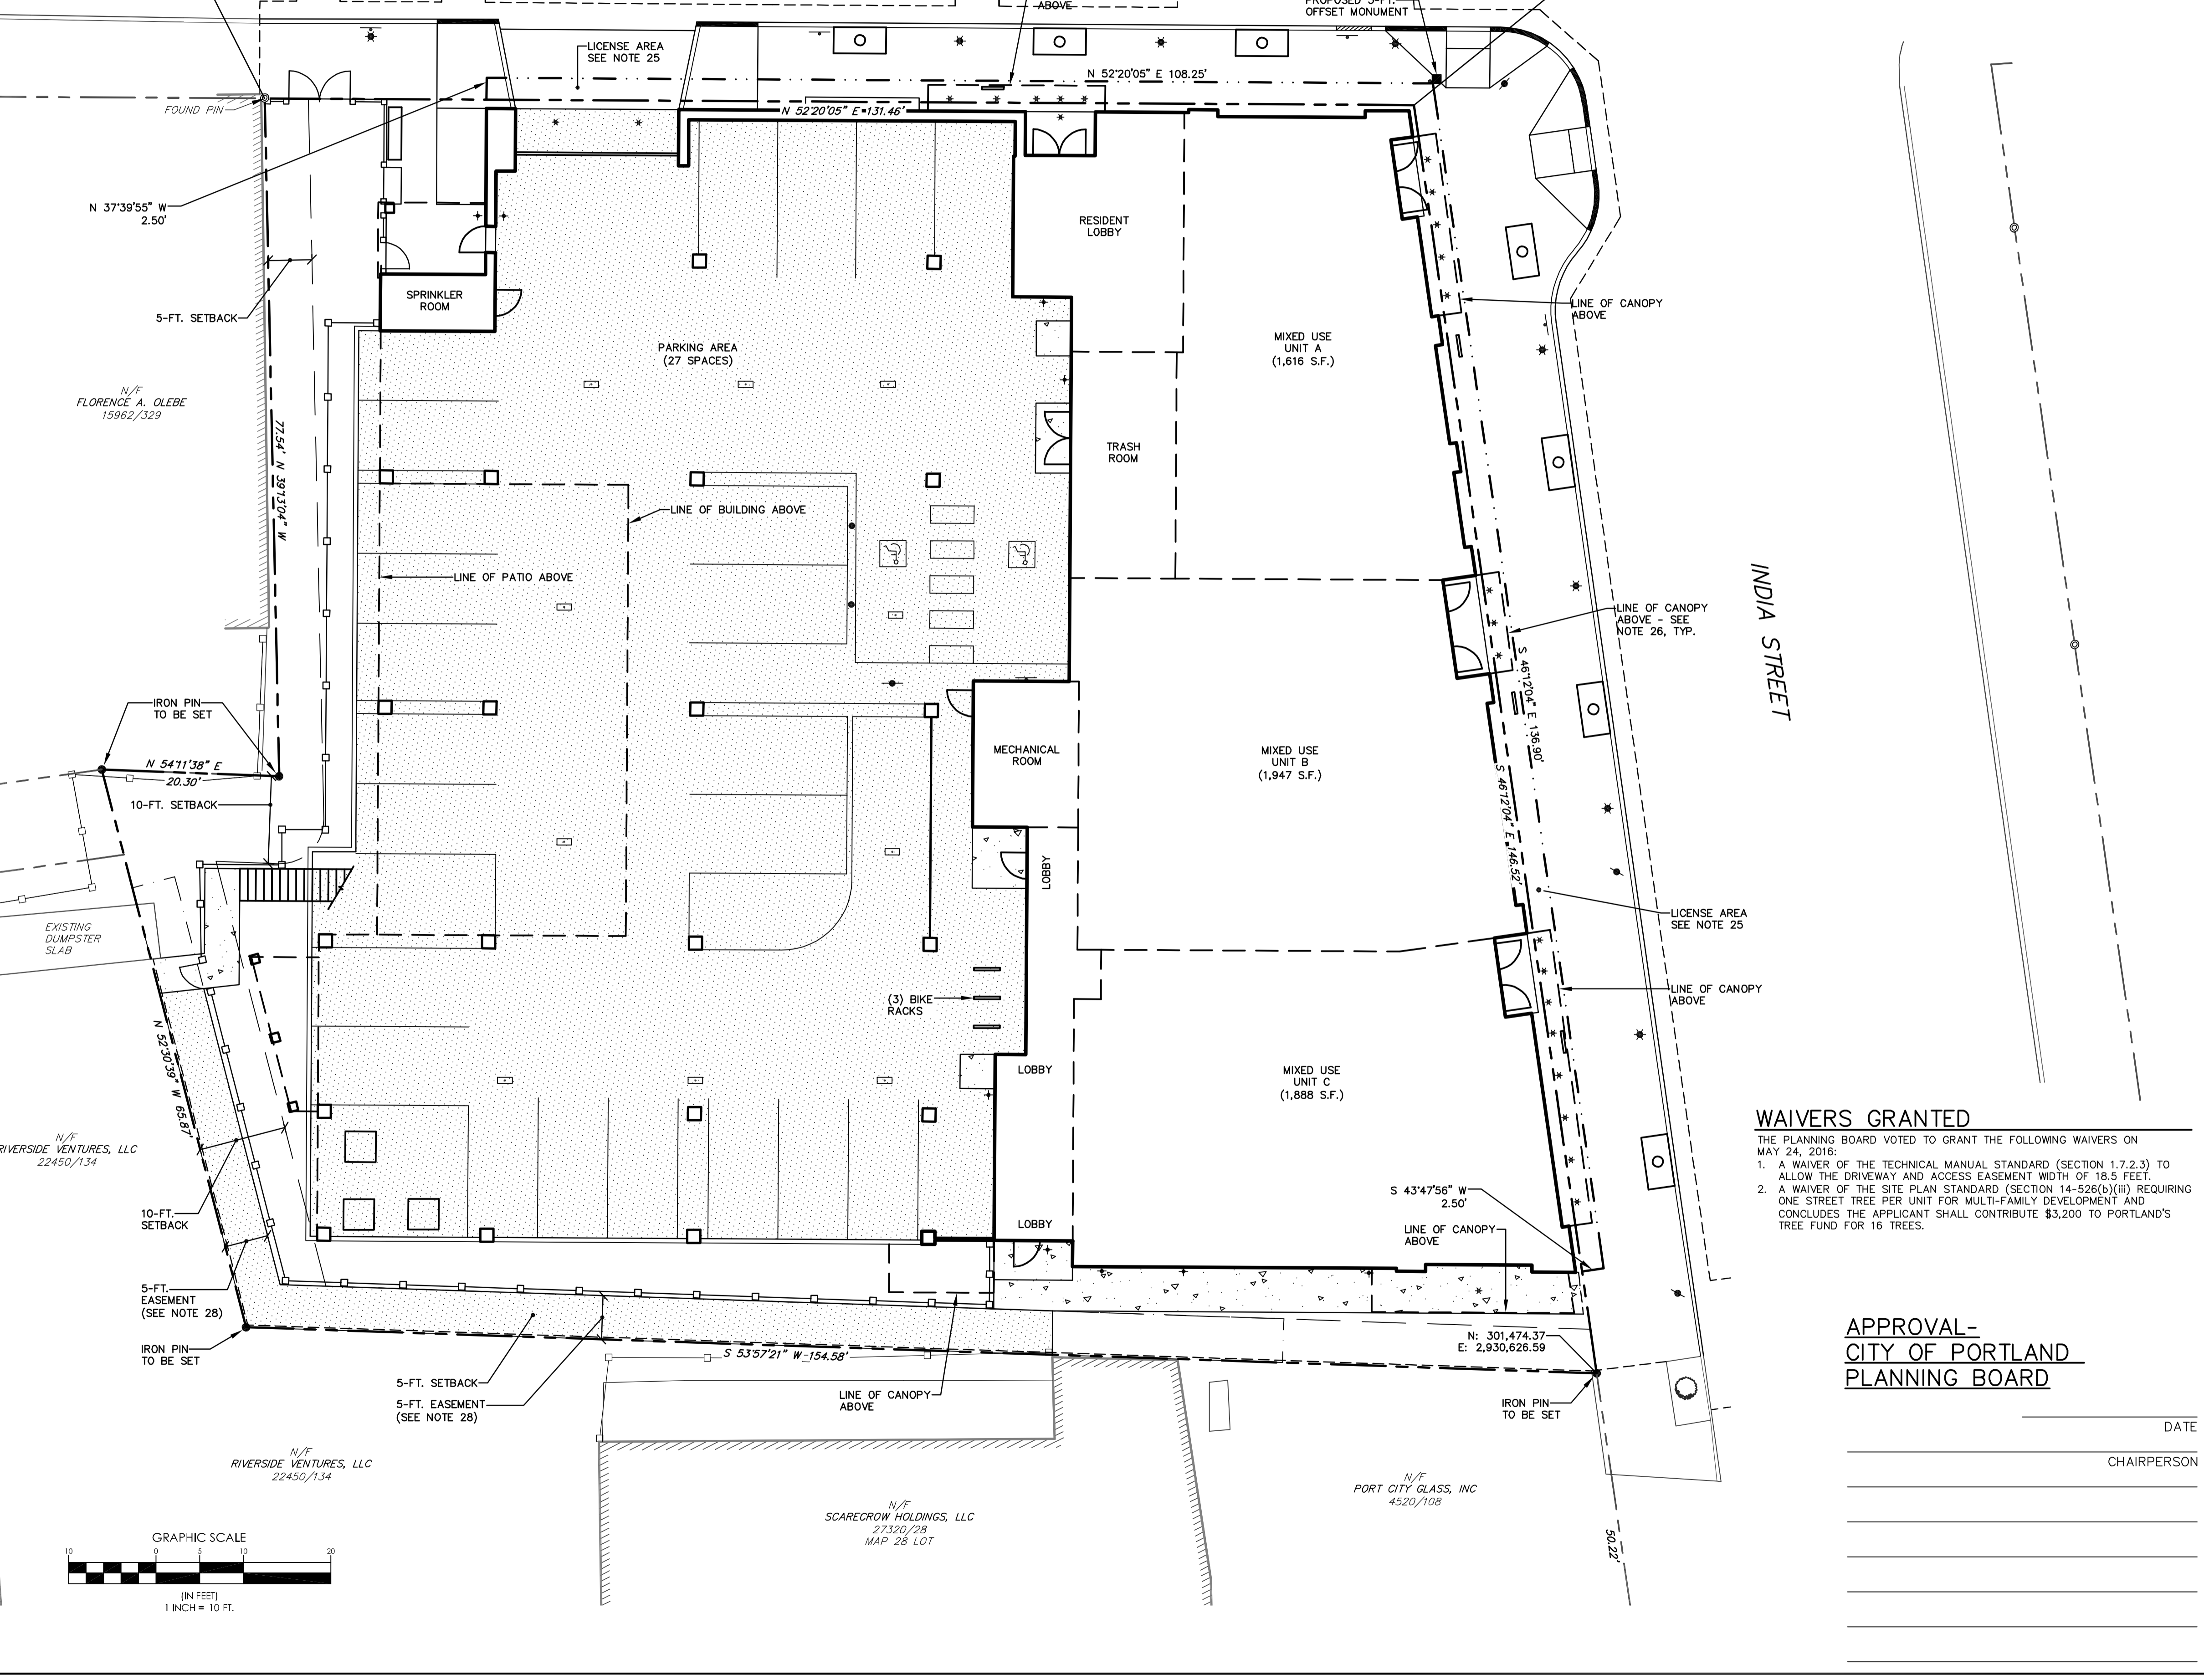 ABOVE
PROPOSED 5-FT.
OFFSET MONUMENT
LICENSE AREA
SEE NOTE 25
N 52°20'05" E 108.25'
FOUND PIN
N 52°20'05" E 131.46'
N 37°39'55" W
2.50'
RESIDENT
LOBBY
5-FT. SETBACK
SPRINKLER
ROOM
LINE OF CANOPY
ABOVE
PARKING AREA
(27 SPACES)
MIXED USE
UNIT A
(1,616 S.F.)
N/F
FLORENCE A. OLEBE
15962/329
77.54' N 39°13'04" W
TRASH
ROOM
LINE OF BUILDING ABOVE
LINE OF PATIO ABOVE
INDIA STREET
LINE OF CANOPY
ABOVE - SEE
NOTE 26, TYP.
S 46°12'04" E 136.90'
IRON PIN
TO BE SET
N 54°11'38" E
20.30'
10-FT. SETBACK
MECHANICAL
ROOM
MIXED USE
UNIT B
(1,947 S.F.)
S 46°12'04" E 146.52'
LOBBY
EXISTING
DUMPSTER
SLAB
LICENSE AREA
SEE NOTE 25
LINE OF CANOPY
ABOVE
(3) BIKE
RACKS
N 52°30'39" W 65.87'
LOBBY
MIXED USE
UNIT C
(1,888 S.F.)
N/F
RIVERSIDE VENTURES, LLC
22450/134
WAIVERS GRANTED
THE PLANNING BOARD VOTED TO GRANT THE FOLLOWING WAIVERS ON
MAY 24, 2016:
1. A WAIVER OF THE TECHNICAL MANUAL STANDARD (SECTION 1.7.2.3) TO
ALLOW THE DRIVEWAY AND ACCESS EASEMENT WIDTH OF 18.5 FEET.
2. A WAIVER OF THE SITE PLAN STANDARD (SECTION 14-526(b)(iii) REQUIRING
ONE STREET TREE PER UNIT FOR MULTI-FAMILY DEVELOPMENT AND
CONCLUDES THE APPLICANT SHALL CONTRIBUTE $3,200 TO PORTLAND'S
TREE FUND FOR 16 TREES.
10-FT.
SETBACK
LOBBY
S 43°47'56" W
2.50'
LINE OF CANOPY
ABOVE
5-FT.
EASEMENT
(SEE NOTE 28)
IRON PIN
TO BE SET
N: 301,474.37
E: 2,930,626.59
S 53°57'21" W 154.58'
5-FT. SETBACK
5-FT. EASEMENT
(SEE NOTE 28)
LINE OF CANOPY
ABOVE
IRON PIN
TO BE SET
APPROVAL-
CITY OF PORTLAND
PLANNING BOARD
DATE
CHAIRPERSON
N/F
RIVERSIDE VENTURES, LLC
22450/134
N/F
SCARECROW HOLDINGS, LLC
27320/28
MAP 28 LOT
N/F
PORT CITY GLASS, INC
4520/108
50.22'
GRAPHIC SCALE
10 0 5 10 20
(IN FEET)
1 INCH = 10 FT.